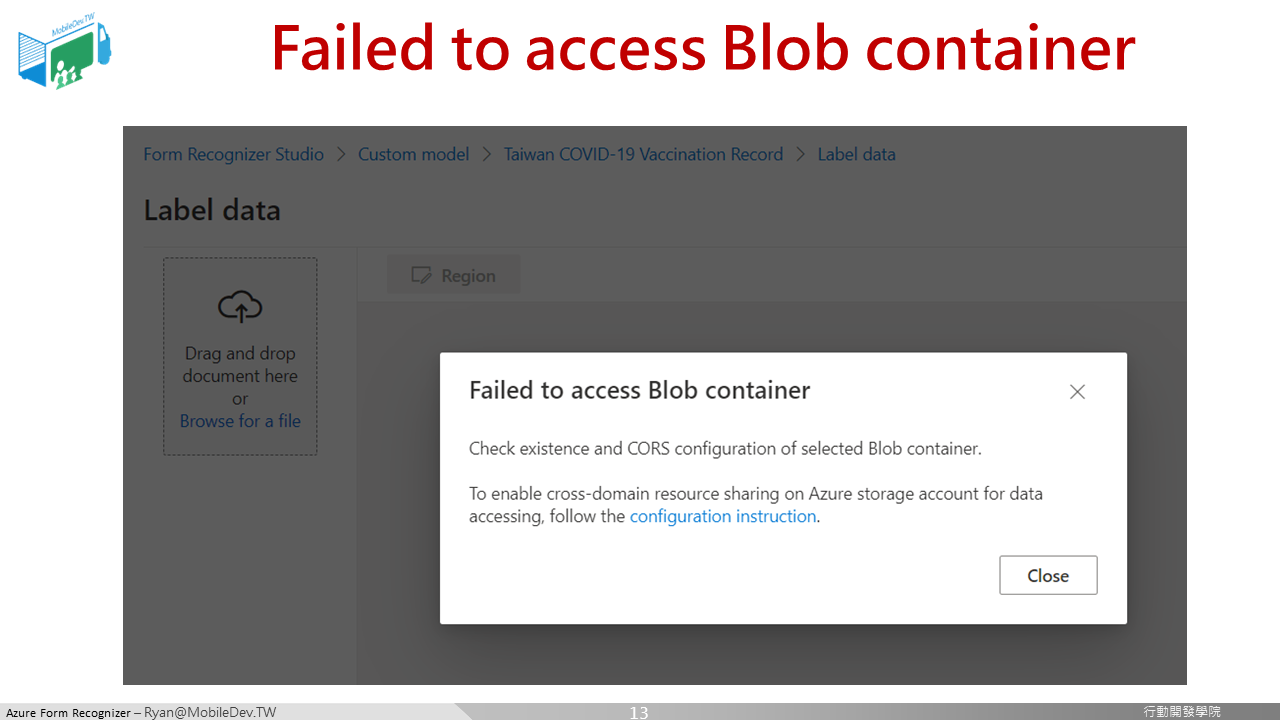 MobileDev.TW
Failed to access Blob container
Form Recognizer Studio > Custom model > Taiwan COVID-19 Vaccination Record > Label data
Label data
Region
Drag and drop
document here
or
Browse for a file
Failed to access Blob container
Check existence and CORS configuration of selected Blob container.
To enable cross-domain resource sharing on Azure storage account for data
accessing, follow the configuration instruction.
Close
Azure Form Recognizer – Ryan@MobileDev.TW
13
行動開發學院